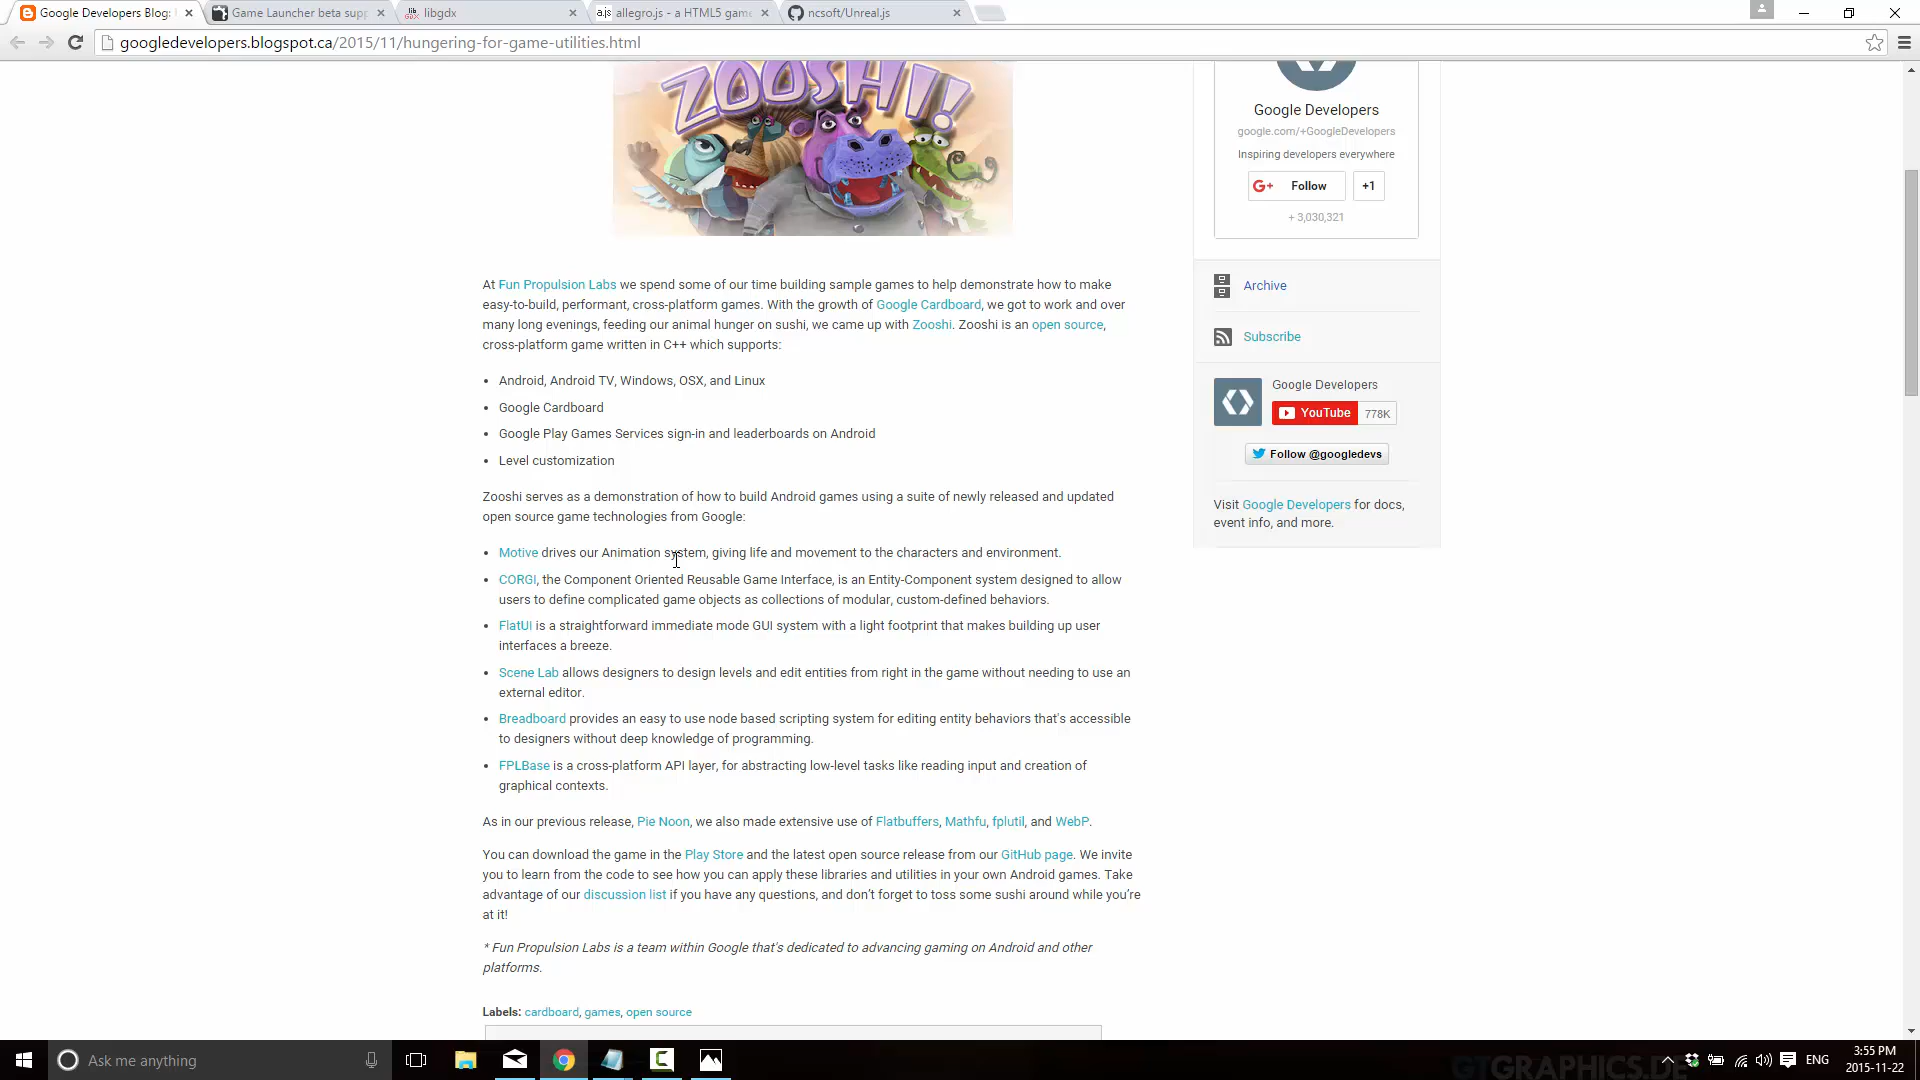 Google Developers Blog:
Game Launcher beta supp
libgdx
a.js allegro.js - a HTML5 game
ncsoft/Unreal.js
googledevelopers.blogspot.ca/2015/11/hungering-for-game-utilities.html
ZOOSHI!!
Google Developers
google.com/+GoogleDevelopers
Inspiring developers everywhere
G+ Follow +1
+ 3,030,321
Archive
Subscribe
Google Developers
YouTube 778K
Follow @googledevs
Visit Google Developers for docs,
event info, and more.
At Fun Propulsion Labs we spend some of our time building sample games to help demonstrate how to make
easy-to-build, performant, cross-platform games. With the growth of Google Cardboard, we got to work and over
many long evenings, feeding our animal hunger on sushi, we came up with Zooshi. Zooshi is an open source,
cross-platform game written in C++ which supports:
• Android, Android TV, Windows, OSX, and Linux
• Google Cardboard
• Google Play Games Services sign-in and leaderboards on Android
• Level customization
Zooshi serves as a demonstration of how to build Android games using a suite of newly released and updated
open source game technologies from Google:
• Motive drives our Animation system, giving life and movement to the characters and environment.
• CORGI, the Component Oriented Reusable Game Interface, is an Entity-Component system designed to allow
users to define complicated game objects as collections of modular, custom-defined behaviors.
• FlatUI is a straightforward immediate mode GUI system with a light footprint that makes building up user
interfaces a breeze.
• Scene Lab allows designers to design levels and edit entities from right in the game without needing to use an
external editor.
• Breadboard provides an easy to use node based scripting system for editing entity behaviors that's accessible
to designers without deep knowledge of programming.
• FPLBase is a cross-platform API layer, for abstracting low-level tasks like reading input and creation of
graphical contexts.
As in our previous release, Pie Noon, we also made extensive use of Flatbuffers, Mathfu, fplutil, and WebP.
You can download the game in the Play Store and the latest open source release from our GitHub page. We invite
you to learn from the code to see how you can apply these libraries and utilities in your own Android games. Take
advantage of our discussion list if you have any questions, and don't forget to toss some sushi around while you're
at it!
* Fun Propulsion Labs is a team within Google that's dedicated to advancing gaming on Android and other
platforms.
Labels: cardboard, games, open source
Ask me anything
GTGRAPHICS.DE
ENG
3:55 PM
2015-11-22